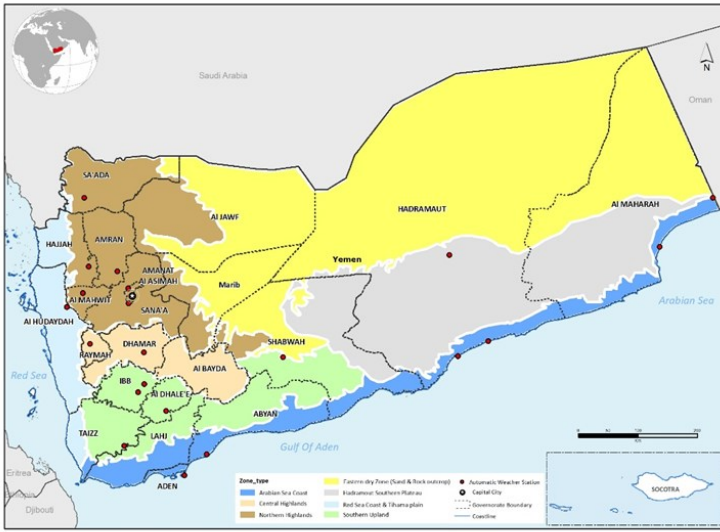 Saudi Arabia
N
Oman
SA'ADA
Al JAWF
HADRAMAUT
Al MAHARAH
HAJJAH
AMRAN
Yemen
AMANAT
Al ASIMAH
Marib
Al MAHWIT
SANA'A
Arabian Sea
Al HUDAYDAH
DHAMAR
SHABWAH
RAYMAH
Al BAYDA
Red Sea
IBB
Al DHALE'E
ABYAN
TAIZZ
LAHJ
Gulf Of Aden
Eritrea
ADEN
Djibouti
SOCOTRA
Zone_type
Arabian Sea Coast
Central Highlands
Northern Highlands
Eastern dry Zone (Sand & Rock outcrop)
Hadramout Southern Plateau
Red Sea Coast & Tihama plain
Southern Upland
Automatic Weather Station
Capital City
Governorate Boundary
Coastline